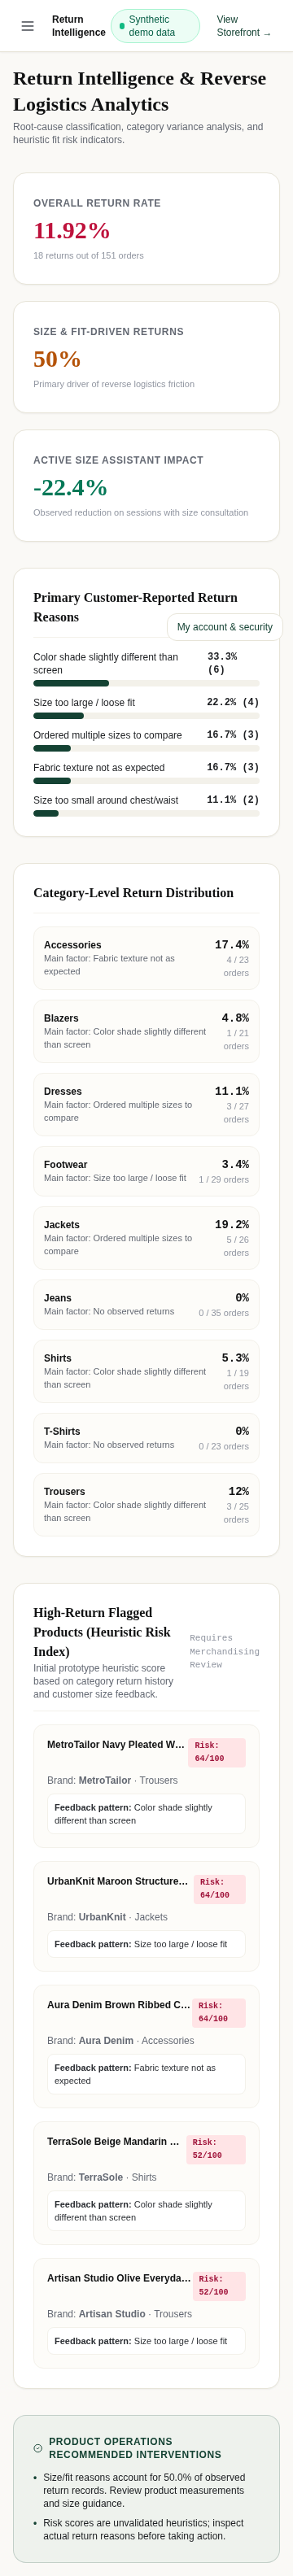 Return
Intelligence
Synthetic
demo data
View
Storefront →
Return Intelligence & Reverse
Logistics Analytics
Root-cause classification, category variance analysis, and
heuristic fit risk indicators.
OVERALL RETURN RATE
11.92%
18 returns out of 151 orders
SIZE & FIT-DRIVEN RETURNS
50%
Primary driver of reverse logistics friction
ACTIVE SIZE ASSISTANT IMPACT
-22.4%
Observed reduction on sessions with size consultation
Primary Customer-Reported Return
Reasons
My account & security
Color shade slightly different than
screen
33.3%
(6)
Size too large / loose fit 22.2% (4)
Ordered multiple sizes to compare 16.7% (3)
Fabric texture not as expected 16.7% (3)
Size too small around chest/waist 11.1% (2)
Category-Level Return Distribution
Accessories 17.4%
Main factor: Fabric texture not as
expected
4 / 23
orders
Blazers 4.8%
Main factor: Color shade slightly different
than screen
1 / 21
orders
Dresses 11.1%
Main factor: Ordered multiple sizes to
compare
3 / 27
orders
Footwear 3.4%
Main factor: Size too large / loose fit 1 / 29 orders
Jackets 19.2%
Main factor: Ordered multiple sizes to
compare
5 / 26
orders
Jeans 0%
Main factor: No observed returns 0 / 35 orders
Shirts 5.3%
Main factor: Color shade slightly different
than screen
1 / 19
orders
T-Shirts 0%
Main factor: No observed returns 0 / 23 orders
Trousers 12%
Main factor: Color shade slightly different
than screen
3 / 25
orders
High-Return Flagged
Products (Heuristic Risk
Index)
Initial prototype heuristic score
based on category return history
and customer size feedback.
Requires
Merchandising
Review
MetroTailor Navy Pleated W...
Risk:
64/100
Brand: MetroTailor · Trousers
Feedback pattern: Color shade slightly
different than screen
UrbanKnit Maroon Structure...
Risk:
64/100
Brand: UrbanKnit · Jackets
Feedback pattern: Size too large / loose fit
Aura Denim Brown Ribbed C...
Risk:
64/100
Brand: Aura Denim · Accessories
Feedback pattern: Fabric texture not as
expected
TerraSole Beige Mandarin ...
Risk:
52/100
Brand: TerraSole · Shirts
Feedback pattern: Color shade slightly
different than screen
Artisan Studio Olive Everyda...
Risk:
52/100
Brand: Artisan Studio · Trousers
Feedback pattern: Size too large / loose fit
PRODUCT OPERATIONS
RECOMMENDED INTERVENTIONS
• Size/fit reasons account for 50.0% of observed
return records. Review product measurements
and size guidance.
• Risk scores are unvalidated heuristics; inspect
actual return reasons before taking action.